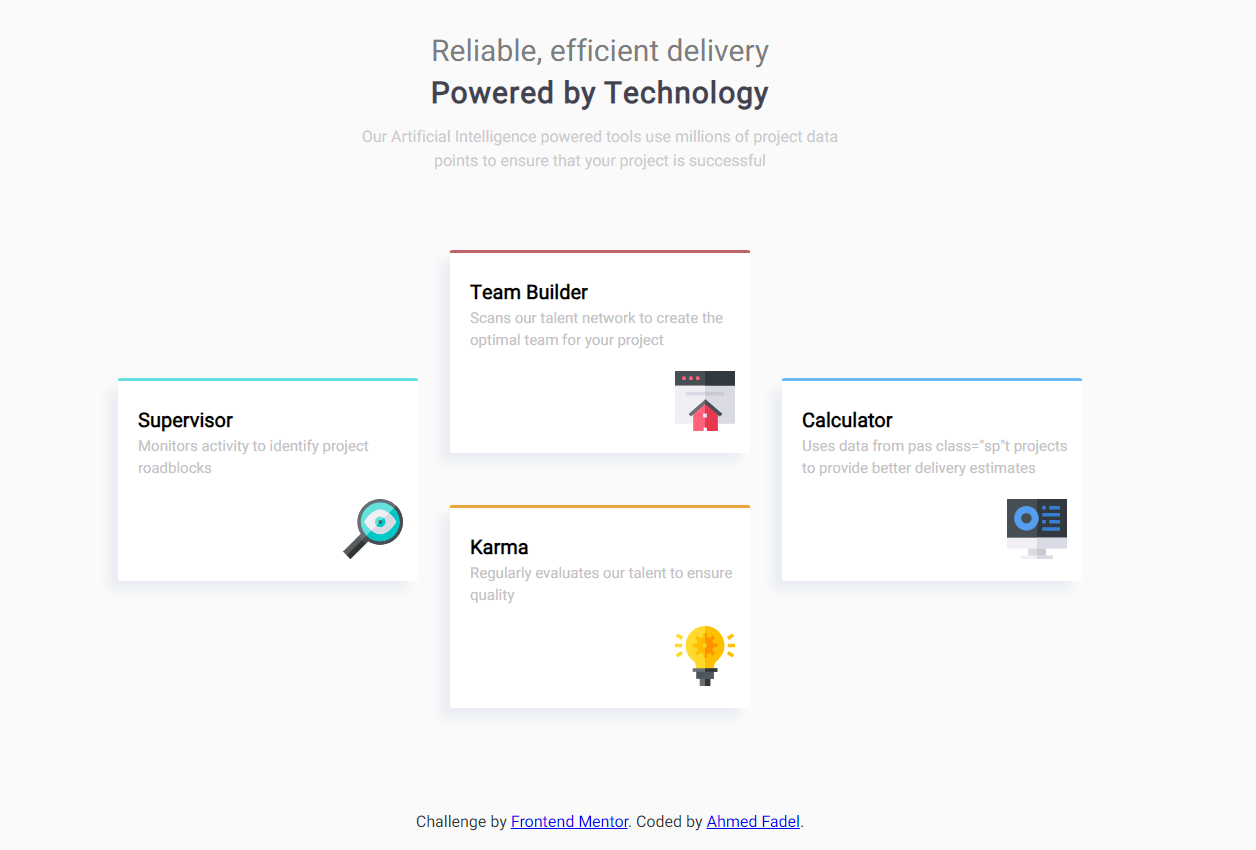 Reliable, efficient delivery
Powered by Technology
Our Artificial Intelligence powered tools use millions of project data
points to ensure that your project is successful
Supervisor
Monitors activity to identify project
roadblocks
Team Builder
Scans our talent network to create the
optimal team for your project
Karma
Regularly evaluates our talent to ensure
quality
Calculator
Uses data from pas class="sp"t projects
to provide better delivery estimates
Challenge by Frontend Mentor. Coded by Ahmed Fadel.